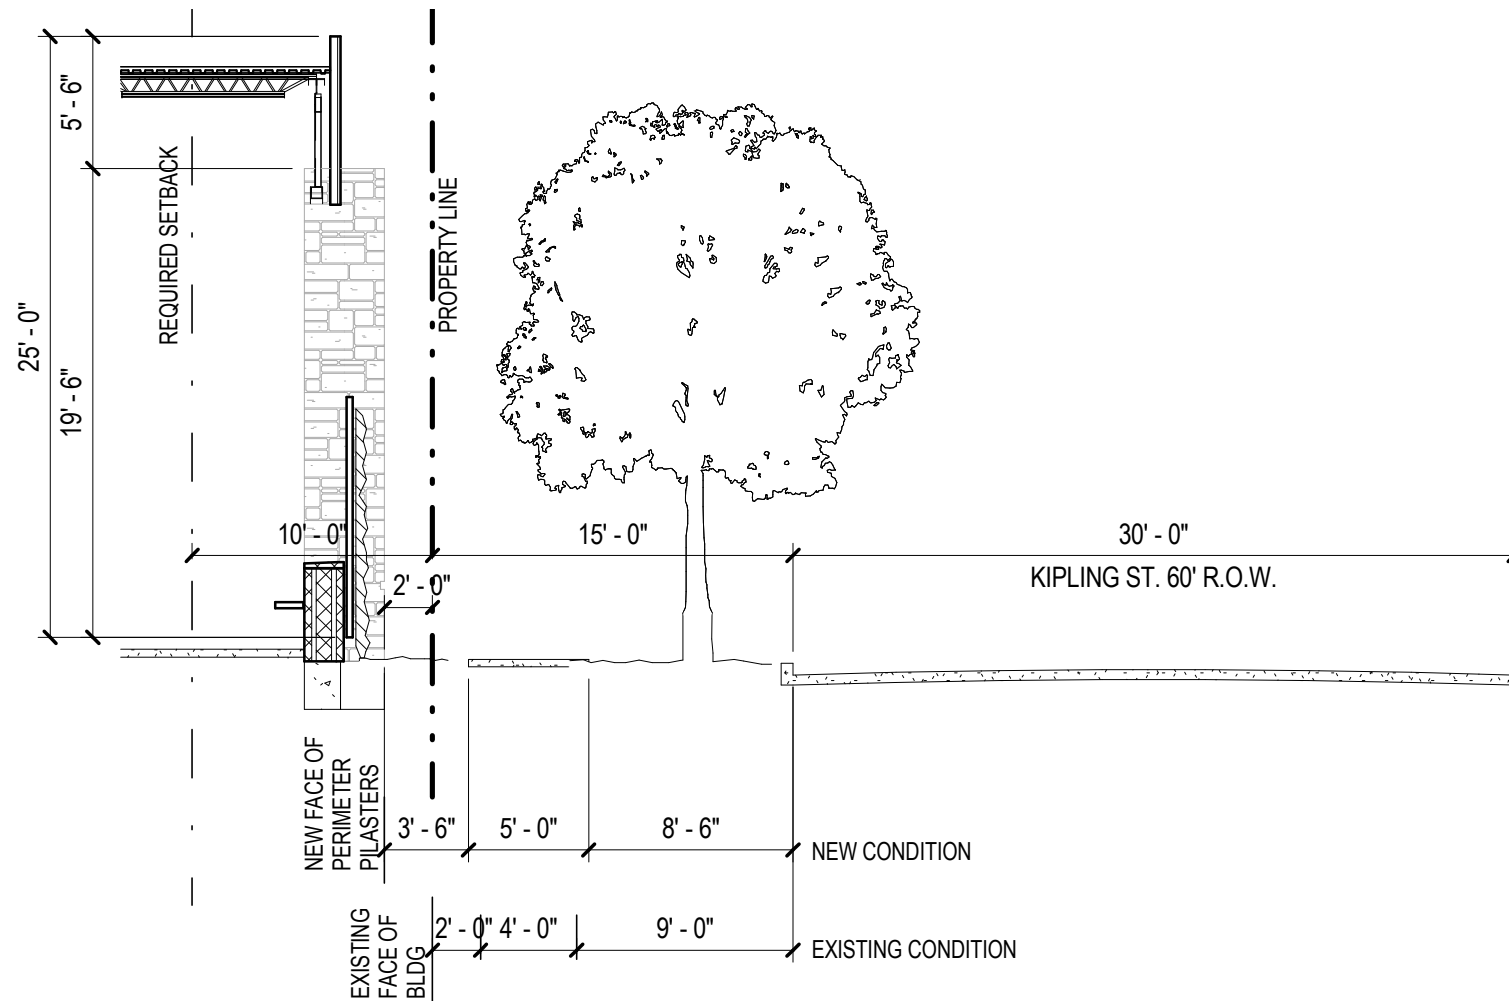 5' - 6"
REQUIRED SETBACK
PROPERTY LINE
25' - 0"
19' - 6"
10' - 0"
15' - 0"
30' - 0"
KIPLING ST. 60' R.O.W.
2' - 0"
NEW FACE OF
PERIMETER
PILASTERS
3' - 6"
5' - 0"
8' - 6"
NEW CONDITION
EXISTING
FACE OF
BLDG
2' - 0"
4' - 0"
9' - 0"
EXISTING CONDITION